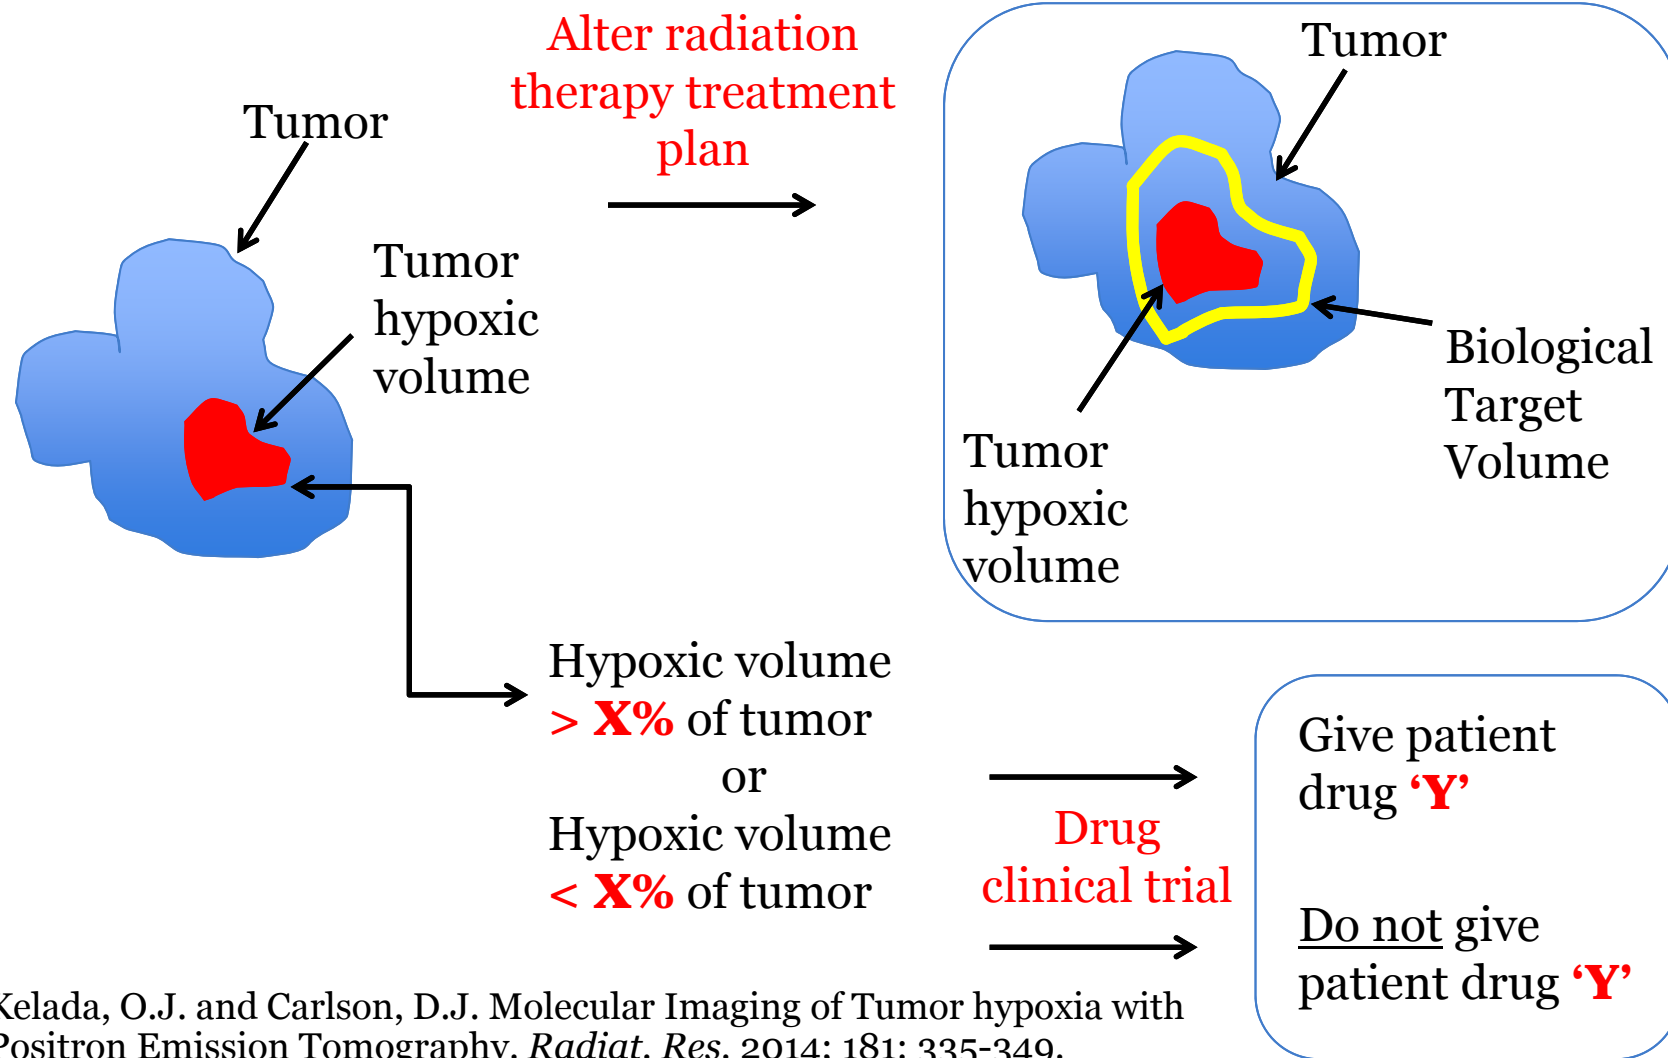 Alter radiation
therapy treatment
plan
Tumor
Tumor
hypoxic
volume
Tumor
Biological
Target
Volume
Tumor
hypoxic
volume
Hypoxic volume
> X% of tumor
or
Hypoxic volume
< X% of tumor
Drug
clinical trial
Give patient
drug ‘Y’
Do not give
patient drug ‘Y’
Kelada, O.J. and Carlson, D.J. Molecular Imaging of Tumor hypoxia with
Positron Emission Tomography. Radiat. Res. 2014; 181; 335-349.